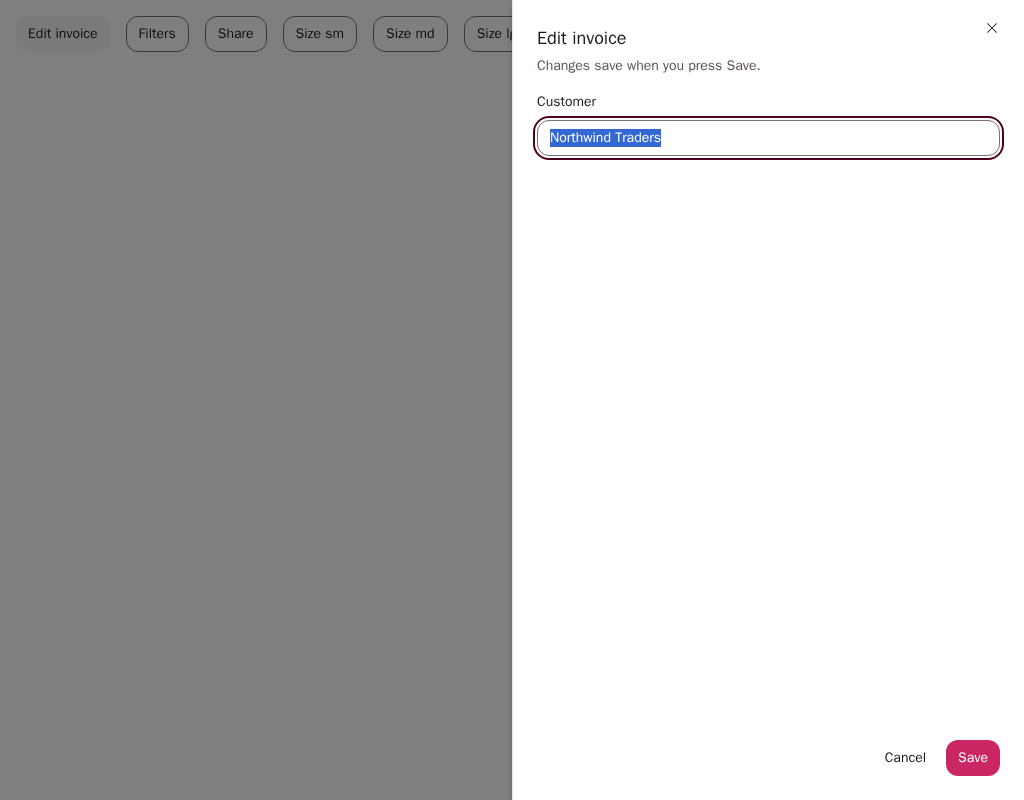 Edit invoice Filters Share Size sm Size md Size
Edit invoice
Changes save when you press Save.
Customer
Northwind Traders
Cancel Save